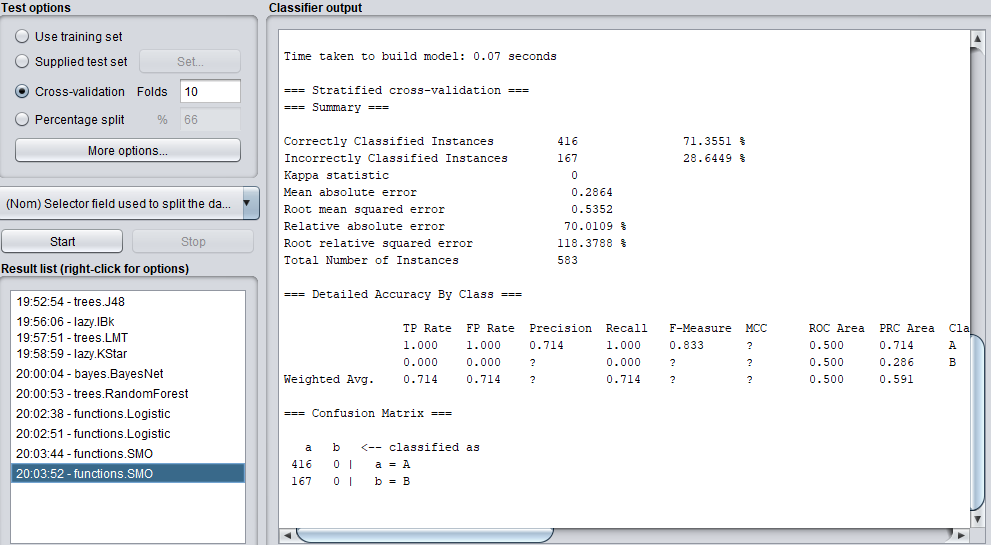 Test options
Use training set
Supplied test set Set...
Cross-validation Folds 10
Percentage split % 66
More options...
(Nom) Selector field used to split the da...
Start Stop
Result list (right-click for options)
19:52:54 - trees.J48
19:56:06 - lazy.IBk
19:57:51 - trees.LMT
19:58:59 - lazy.KStar
20:00:04 - bayes.BayesNet
20:00:53 - trees.RandomForest
20:02:38 - functions.Logistic
20:02:51 - functions.Logistic
20:03:44 - functions.SMO
20:03:52 - functions.SMO
Classifier output
Time taken to build model: 0.07 seconds
=== Stratified cross-validation ===
=== Summary ===
Correctly Classified Instances 416 71.3551 %
Incorrectly Classified Instances 167 28.6449 %
Kappa statistic 0
Mean absolute error 0.2864
Root mean squared error 0.5352
Relative absolute error 70.0109 %
Root relative squared error 118.3788 %
Total Number of Instances 583
=== Detailed Accuracy By Class ===
TP Rate FP Rate Precision Recall F-Measure MCC ROC Area PRC Area Cla
1.000 1.000 0.714 1.000 0.833 ? 0.500 0.714 A
0.000 0.000 ? 0.000 ? ? 0.500 0.286 B
Weighted Avg. 0.714 0.714 ? 0.714 ? ? 0.500 0.591
=== Confusion Matrix ===
a b <-- classified as
416 0 | a = A
167 0 | b = B